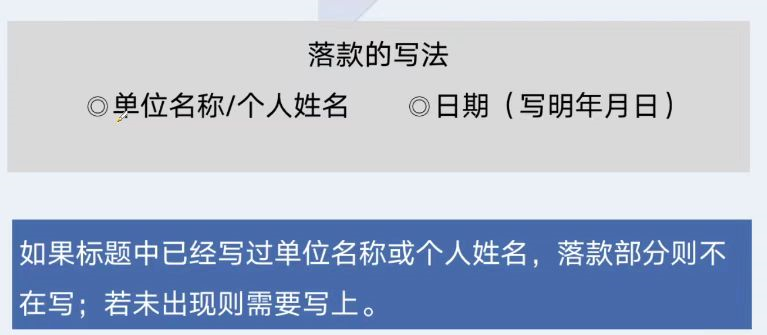 落款的写法
◎单位名称/个人姓名 ◎日期（写明年月日）
如果标题中已经写过单位名称或个人姓名，落款部分则不
在写；若未出现则需要写上。